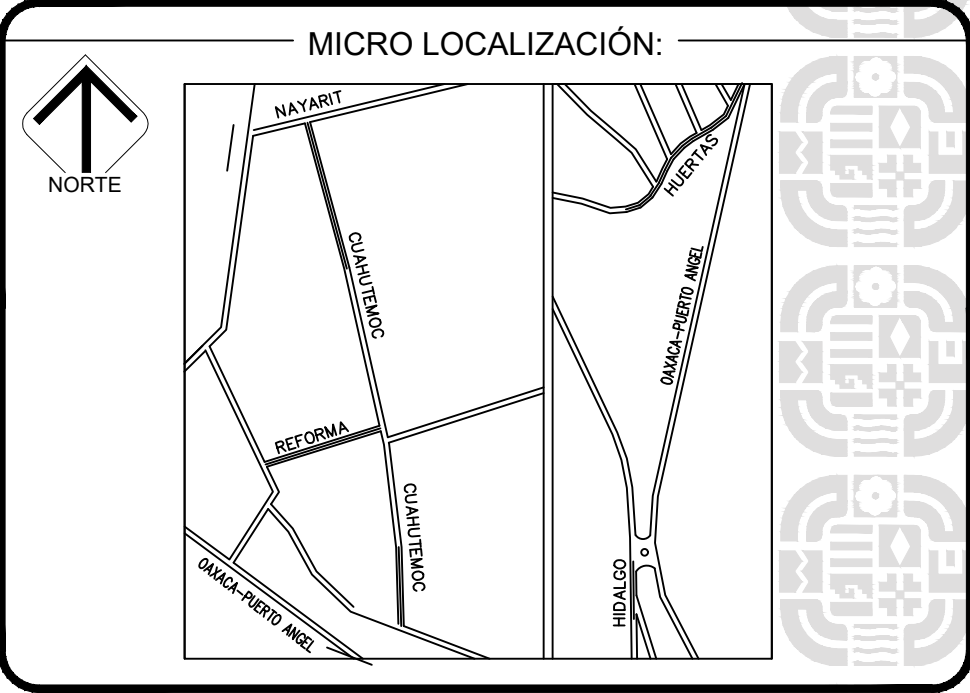 MICRO LOCALIZACIÓN:
NORTE
NAYARIT
HUERTAS
CUAHUTEMOC
OAXACA-PUERTO ANGEL
REFORMA
CUAHUTEMOC
OAXACA-PUERTO ANGEL
HIDALGO